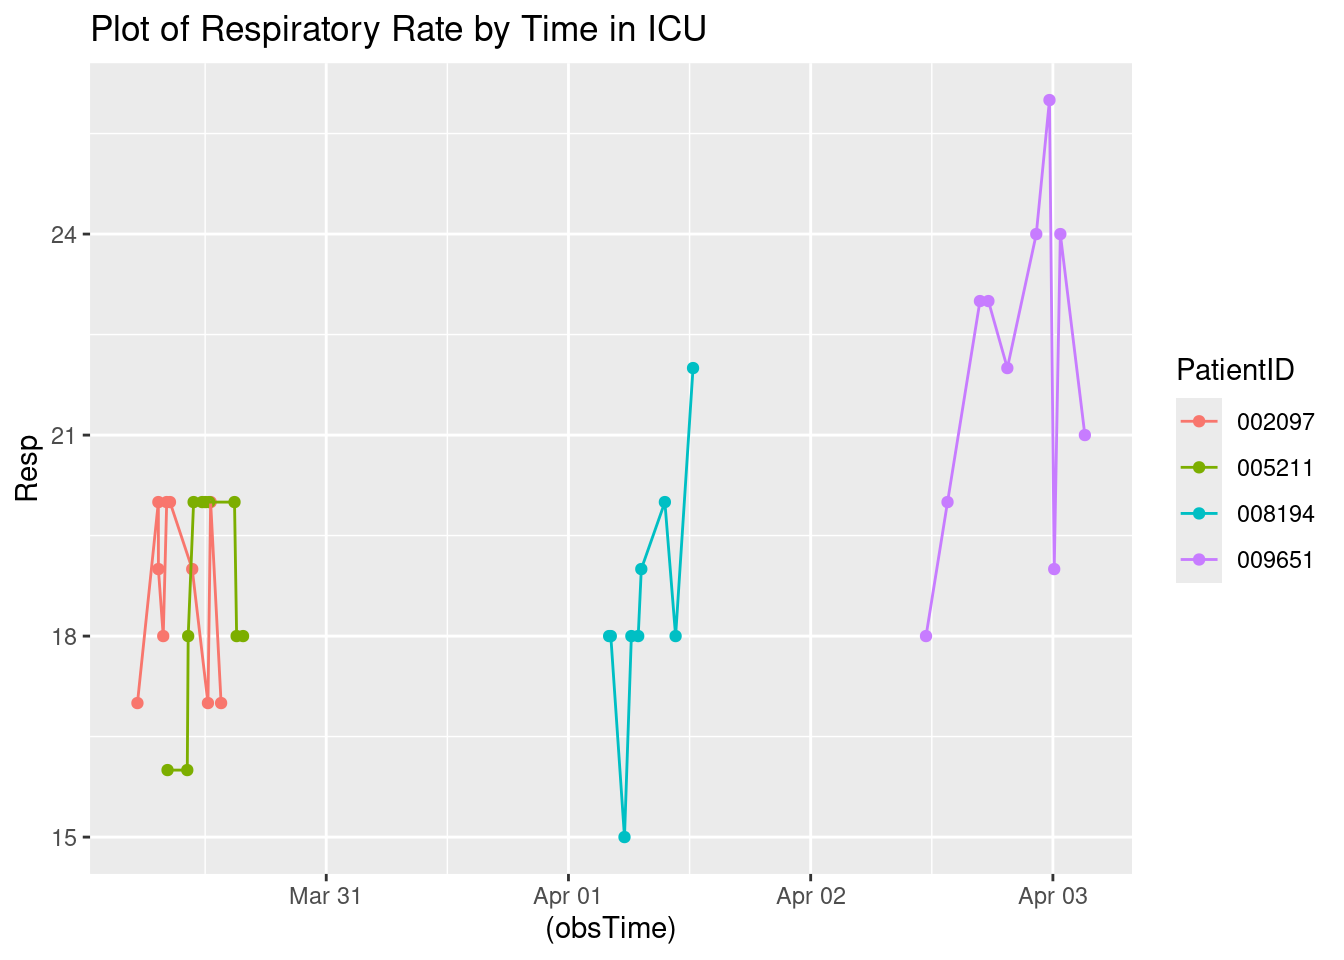 Plot of Respiratory Rate by Time in ICU
24
21
18
15
Resp
Mar 31
Apr 01
Apr 02
Apr 03
(obsTime)
PatientID
002097
005211
008194
009651